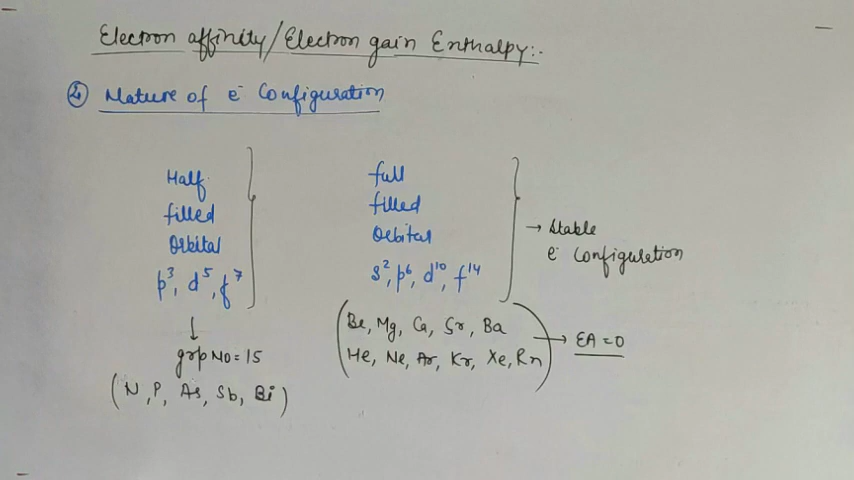 Electron affinity/Electron gain Enthalpy:-
④ Nature of e⁻ Configuration
Half
filled
Orbital
p³, d⁵, f⁷
↓
grp No = 15
(N, P, As, Sb, Bi)
full
filled
Orbital
s², p⁶, d¹⁰, f¹⁴
→ Stable
e⁻ Configuration
(Be, Mg, Ca, Sr, Ba
He, Ne, Ar, Kr, Xe, Rn)
→ EA = 0